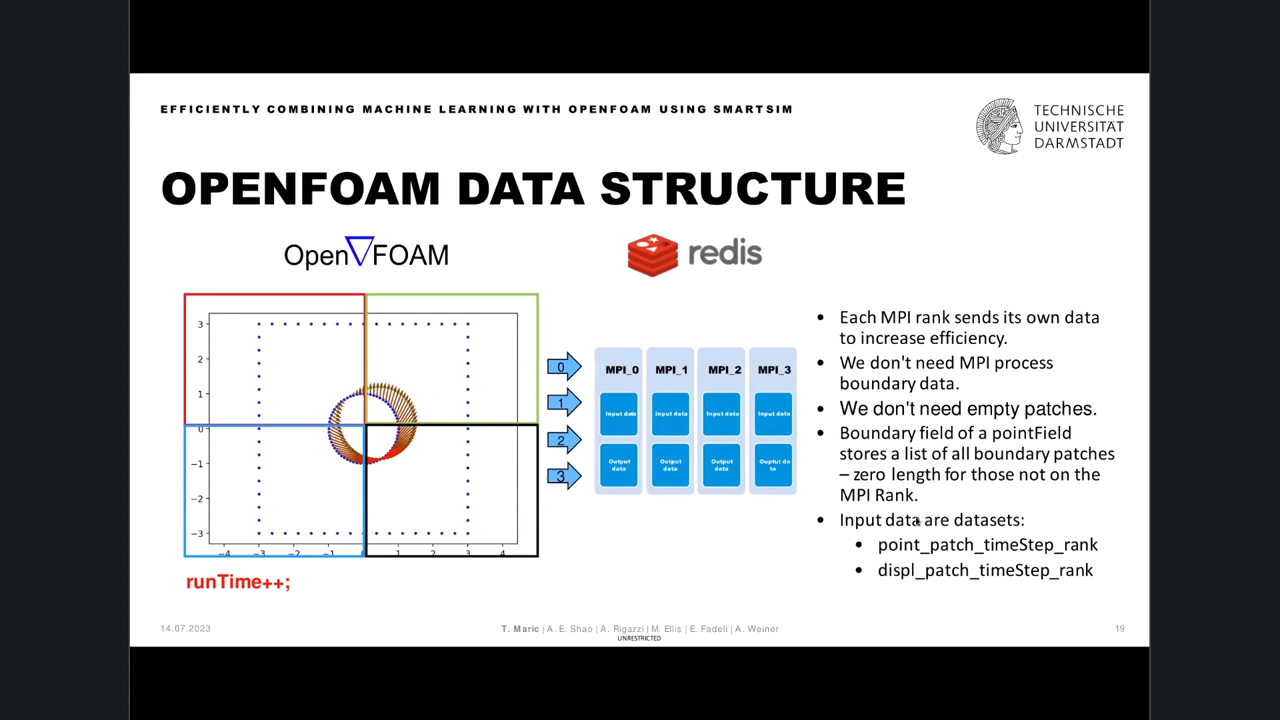 EFFICIENTLY COMBINING MACHINE LEARNING WITH OPENFOAM USING SMARTSIM
TECHNISCHE
UNIVERSITÄT
DARMSTADT
OPENFOAM DATA STRUCTURE
Open∇FOAM
redis
3
2
1
0
−1
−2
−3
−4
−3
−2
−1
1
2
3
4
runTime++;
0
1
2
3
MPI_0
MPI_1
MPI_2
MPI_3
Input data
Input data
Input data
Input data
Output
data
Output
data
Output
data
Ouptut da
ta
• Each MPI rank sends its own data
to increase efficiency.
• We don't need MPI process
boundary data.
• We don't need empty patches.
• Boundary field of a pointField
stores a list of all boundary patches
– zero length for those not on the
MPI Rank.
• Input data are datasets:
• point_patch_timeStep_rank
• displ_patch_timeStep_rank
14.07.2023
T. Maric | A. E. Shao | A. Rigazzi | M. Ellis | E. Fadeli | A. Weiner
UNRESTRICTED
19